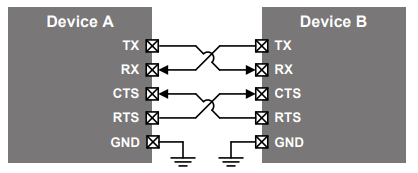 Device A
Device B
TX
TX
RX
RX
CTS
CTS
RTS
RTS
GND
GND